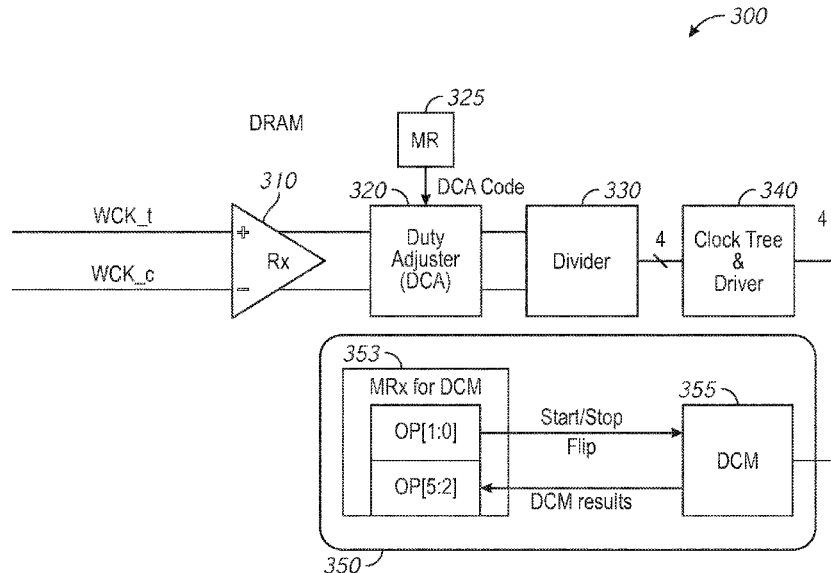 300
325
MR
DRAM
DCA Code
310
320
330
340
WCK_t
+
Rx
WCK_c
−
Duty
Adjuster
(DCA)
Divider
4
Clock Tree
&
Driver
4
353
MRx for DCM
355
OP[1:0]
Start/Stop
Flip
DCM
OP[5:2]
DCM results
350